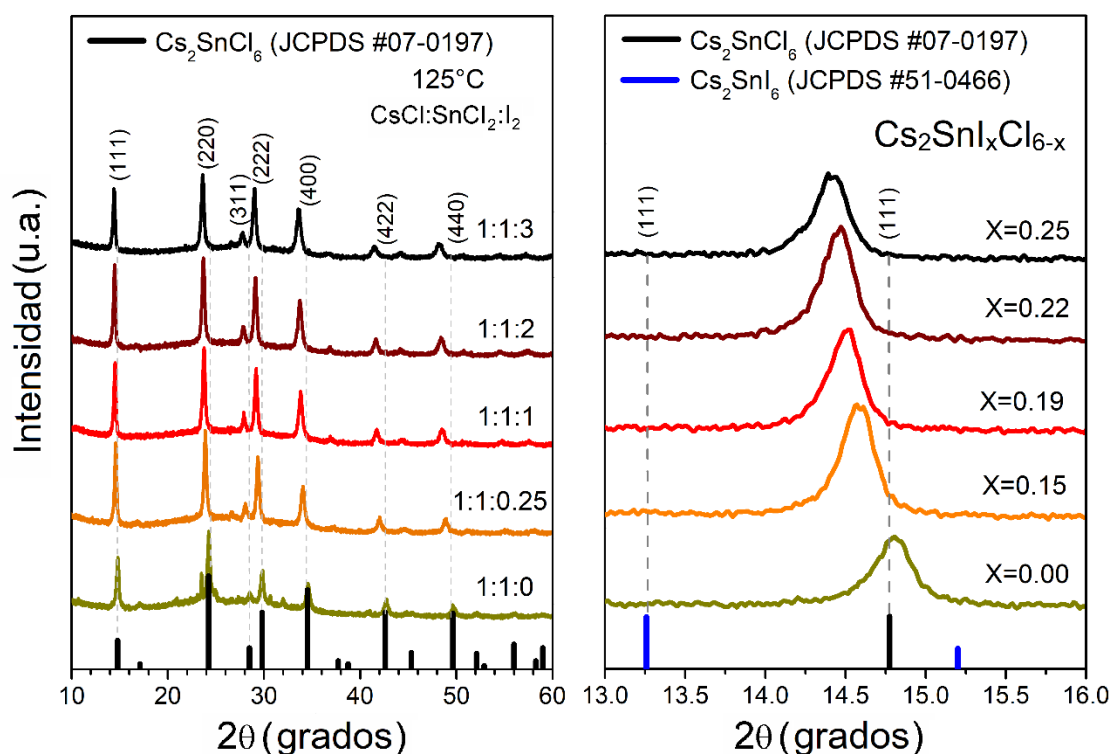 Cs₂SnCl₆ (JCPDS #07-0197)
125°C
CsCl:SnCl₂:I₂
(111)
(220)
(311)
(222)
(400)
(422)
(440)
1:1:3
1:1:2
1:1:1
1:1:0.25
1:1:0
Intensidad (u.a.)
10 20 30 40 50 60
2θ (grados)
Cs₂SnCl₆ (JCPDS #07-0197)
Cs₂SnI₆ (JCPDS #51-0466)
Cs₂SnIₓCl₆₋ₓ
(111)
(111)
X=0.25
X=0.22
X=0.19
X=0.15
X=0.00
13.0 13.5 14.0 14.5 15.0 15.5 16.0
2θ (grados)